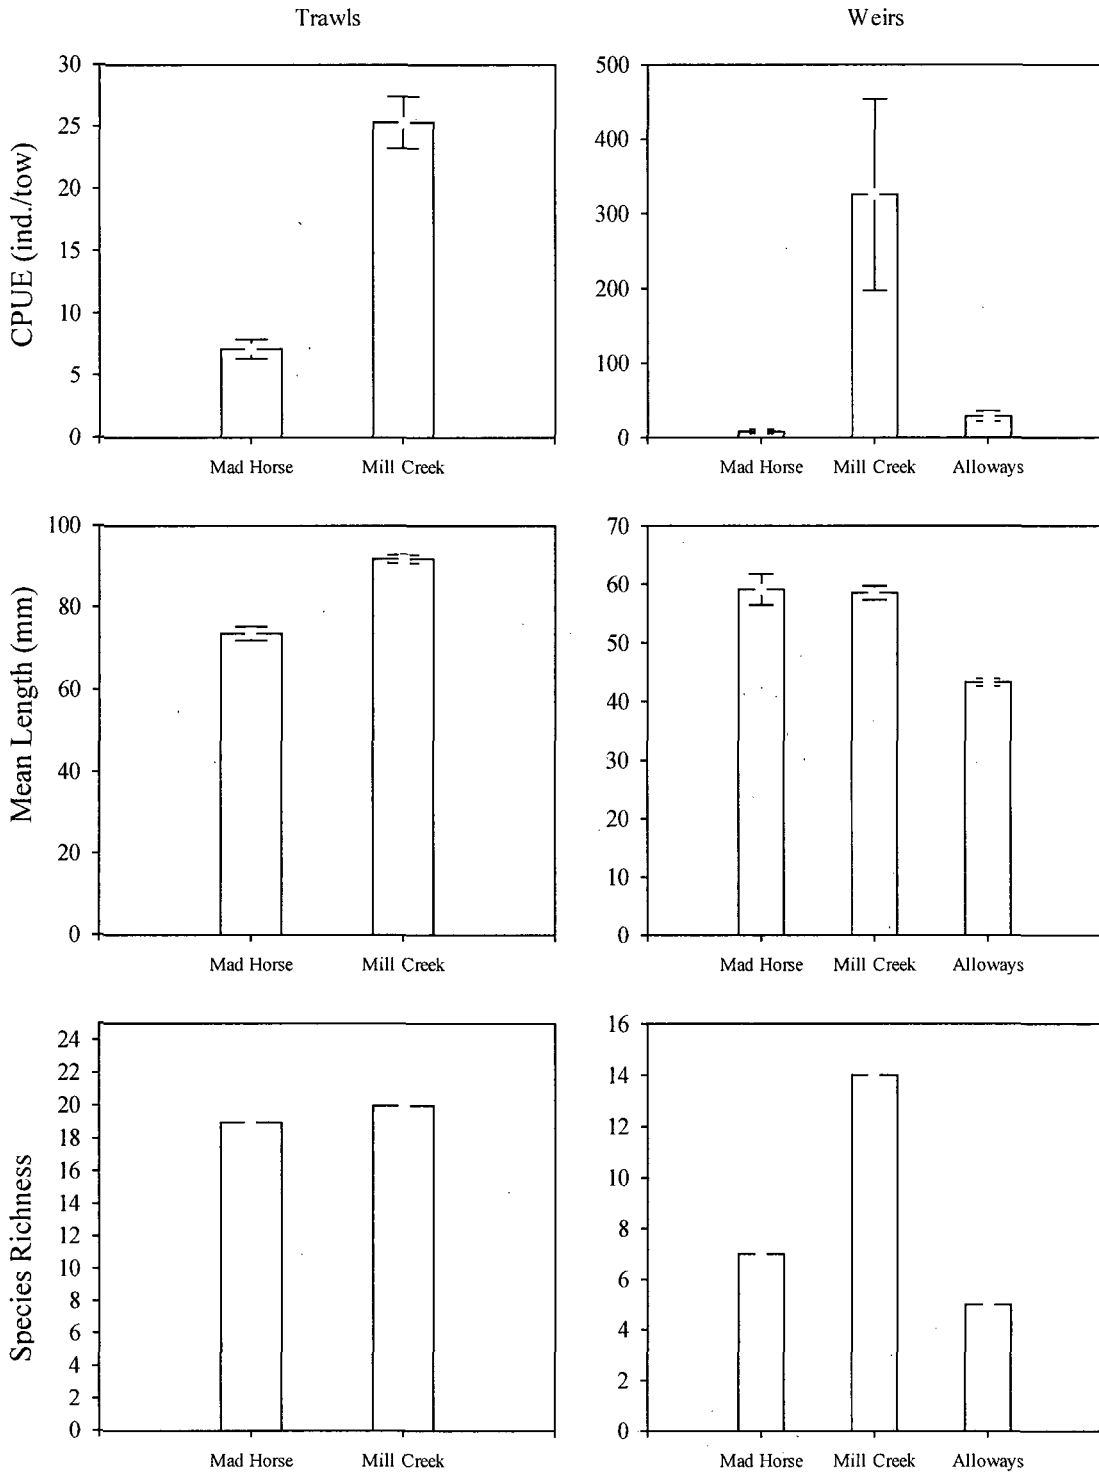 Trawls
Weirs
CPUE (ind./tow)
30
25
20
15
10
5
0
Mad Horse
Mill Creek
500
400
300
200
100
0
Mad Horse
Mill Creek
Alloways
Mean Length (mm)
100
80
60
40
20
0
Mad Horse
Mill Creek
70
60
50
40
30
20
10
0
Mad Horse
Mill Creek
Alloways
Species Richness
24
22
20
18
16
14
12
10
8
6
4
2
0
Mad Horse
Mill Creek
16
14
12
10
8
6
4
2
0
Mad Horse
Mill Creek
Alloways